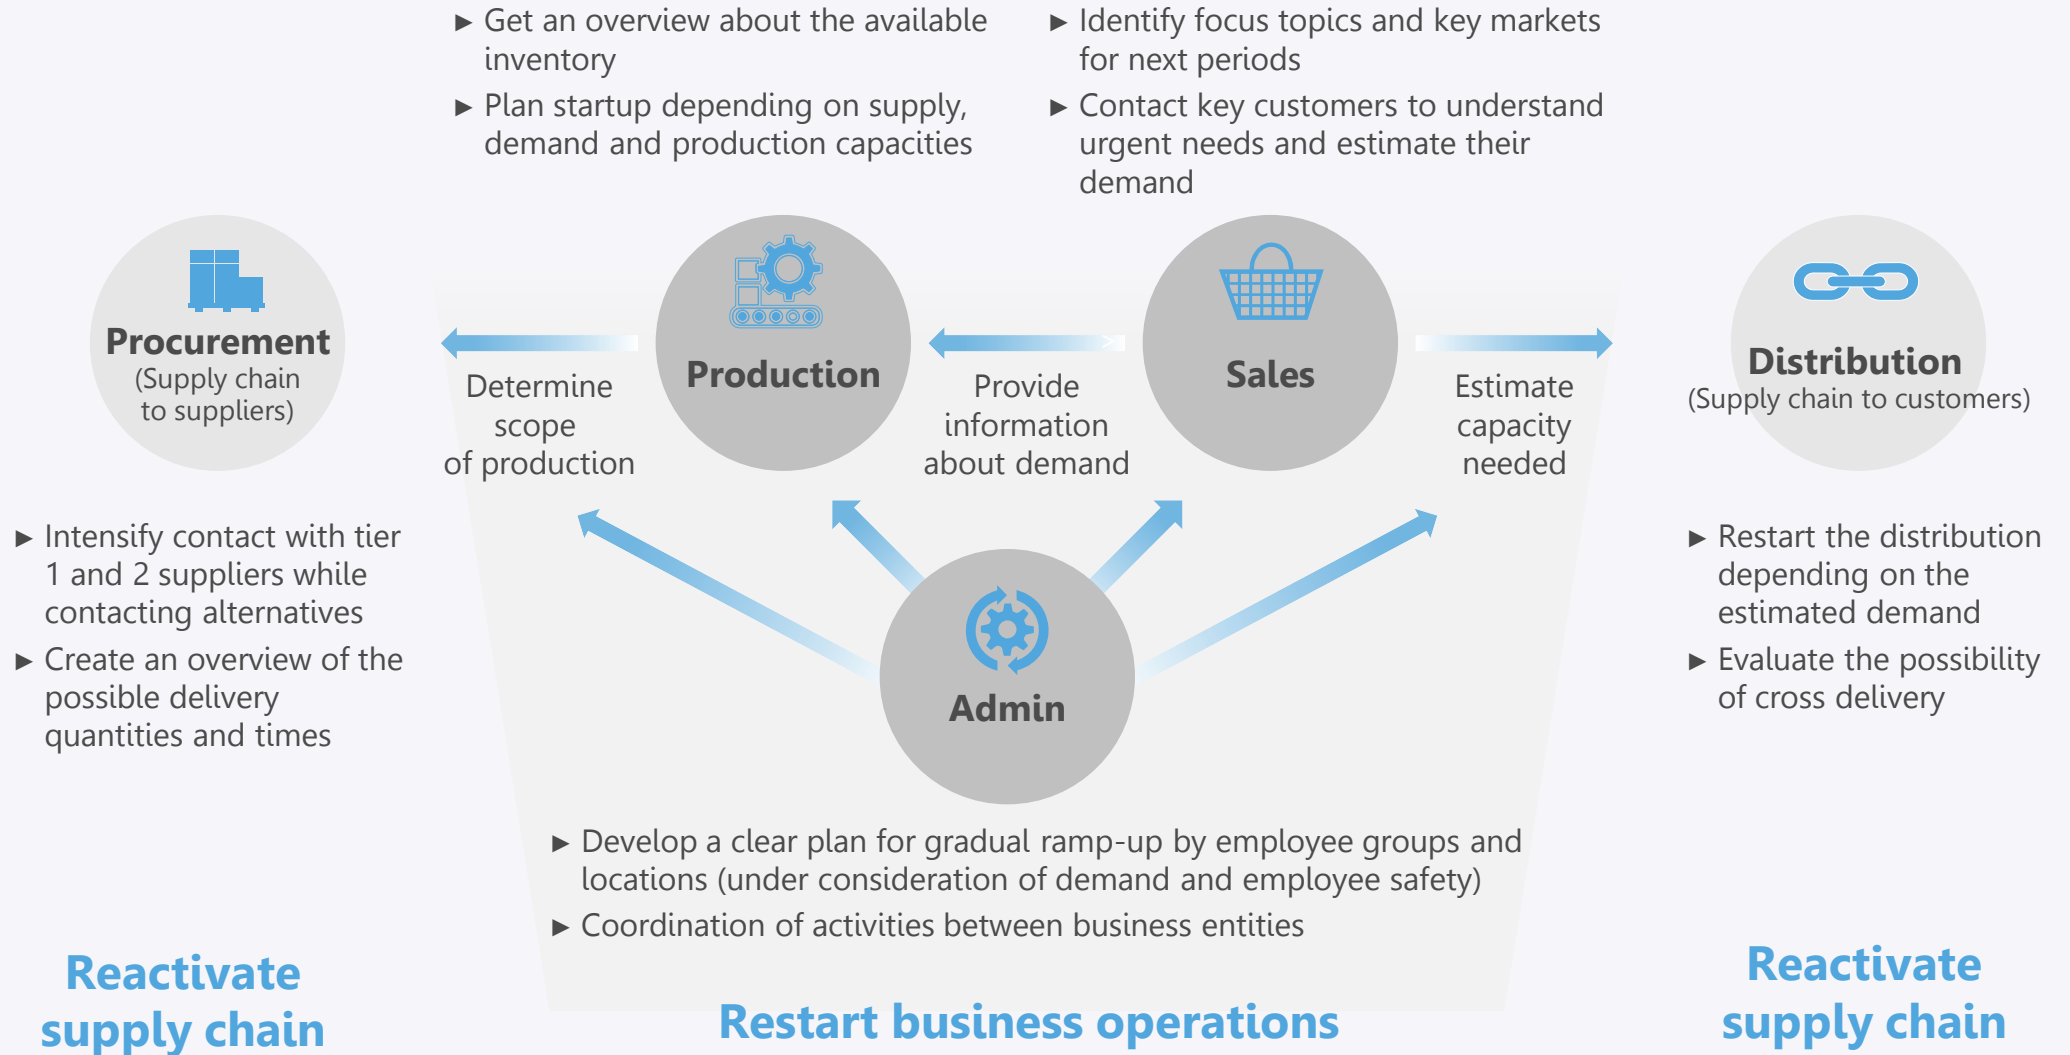 ► Get an overview about the available
inventory
► Plan startup depending on supply,
demand and production capacities
► Identify focus topics and key markets
for next periods
► Contact key customers to understand
urgent needs and estimate their
demand
Procurement
(Supply chain
to suppliers)
Determine
scope
of production
Production
>
Provide
information
about demand
Sales
Estimate
capacity
needed
Distribution
(Supply chain to customers)
► Intensify contact with tier
1 and 2 suppliers while
contacting alternatives
► Create an overview of the
possible delivery
quantities and times
Admin
► Restart the distribution
depending on the
estimated demand
► Evaluate the possibility
of cross delivery
► Develop a clear plan for gradual ramp-up by employee groups and
locations (under consideration of demand and employee safety)
► Coordination of activities between business entities
Reactivate
supply chain
Restart business operations
Reactivate
supply chain